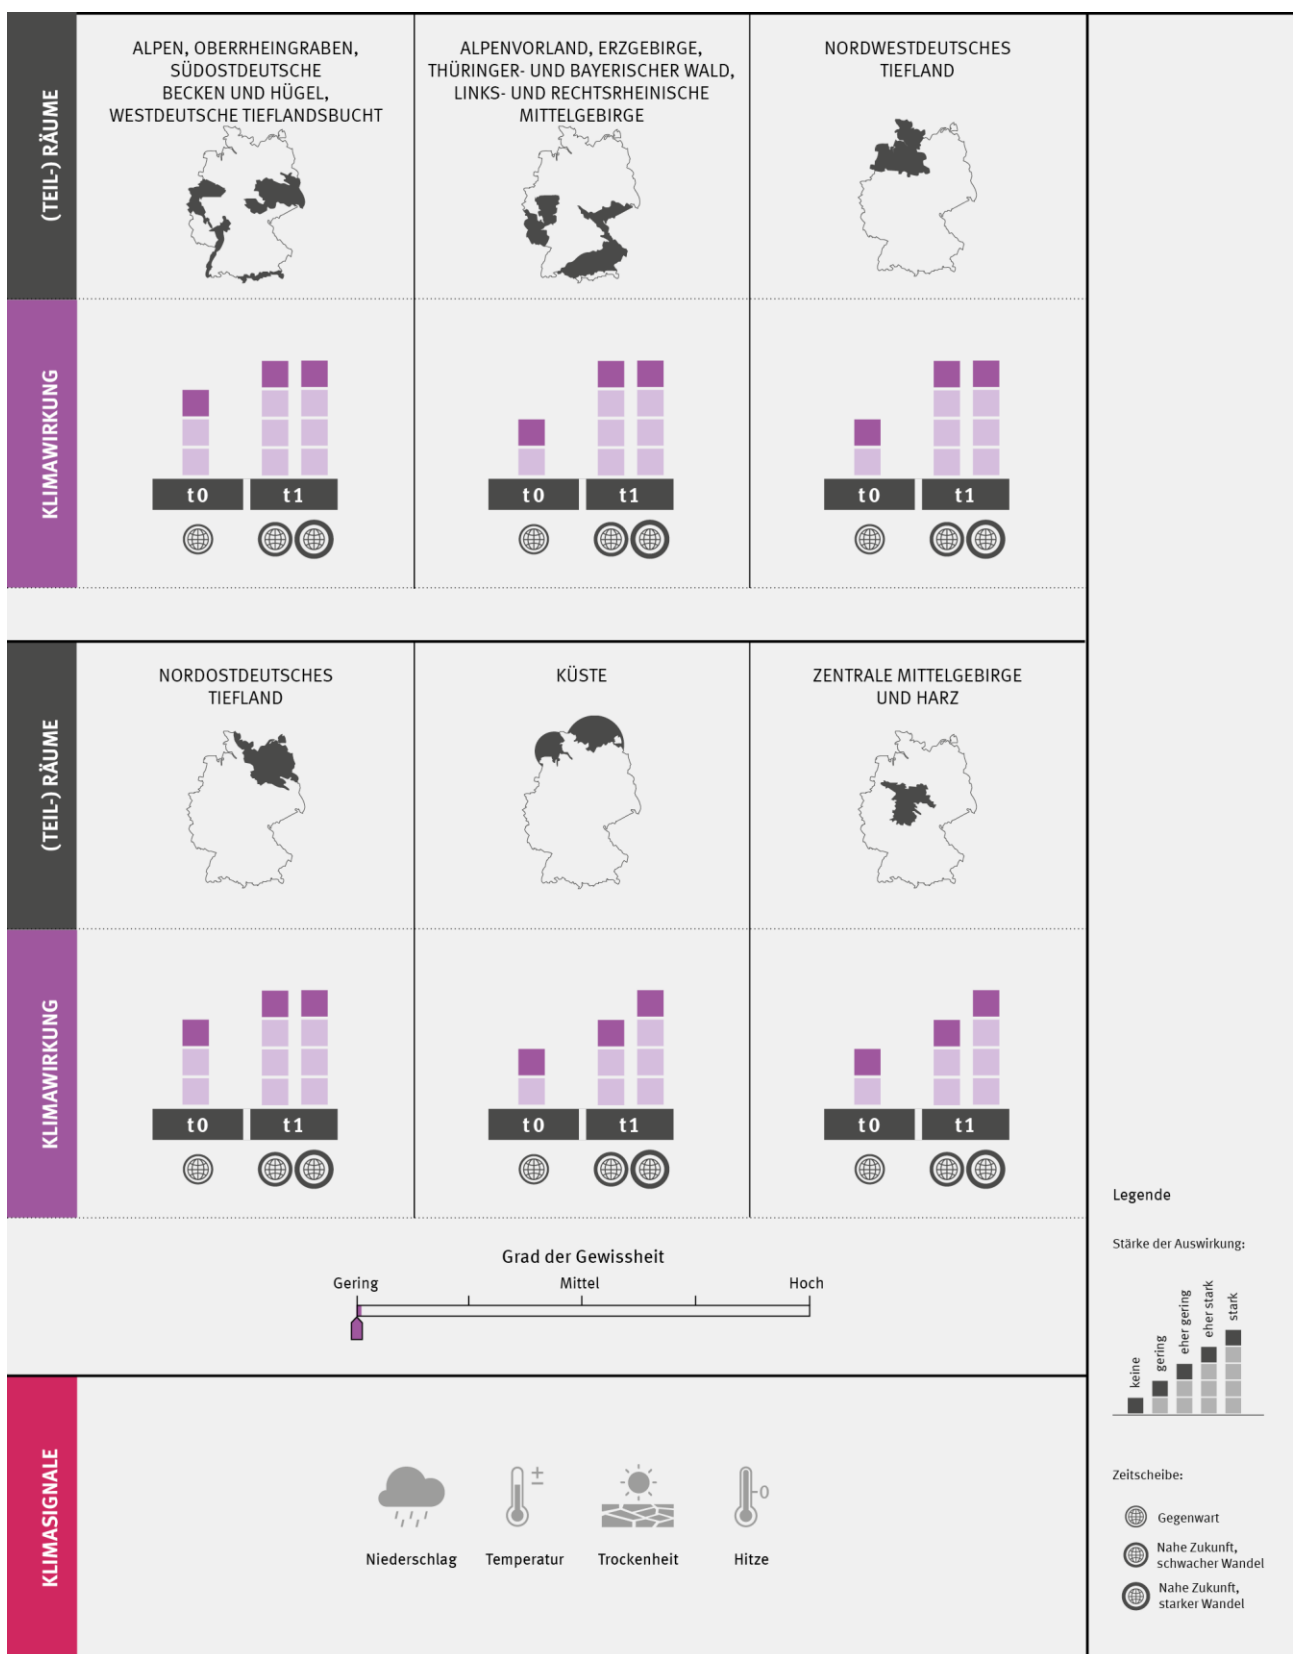 (TEIL-) RÄUME
ALPEN, OBERRHEINGRABEN,
SÜDOSTDEUTSCHE
BECKEN UND HÜGEL,
WESTDEUTSCHE TIEFLANDSBUCHT
ALPENVORLAND, ERZGEBIRGE,
THÜRINGER- UND BAYERISCHER WALD,
LINKS- UND RECHTSRHEINISCHE
MITTELGEBIRGE
NORDWESTDEUTSCHES
TIEFLAND
KLIMAWIRKUNG
t0
t1
t0
t1
t0
t1
(TEIL-) RÄUME
NORDOSTDEUTSCHES
TIEFLAND
KÜSTE
ZENTRALE MITTELGEBIRGE
UND HARZ
KLIMAWIRKUNG
t0
t1
t0
t1
t0
t1
Grad der Gewissheit
Gering
Mittel
Hoch
KLIMASIGNALE
Niederschlag
Temperatur
Trockenheit
Hitze
Legende
Stärke der Auswirkung:
keine
gering
eher gering
eher stark
stark
Zeitscheibe:
Gegenwart
Nahe Zukunft,
schwacher Wandel
Nahe Zukunft,
starker Wandel